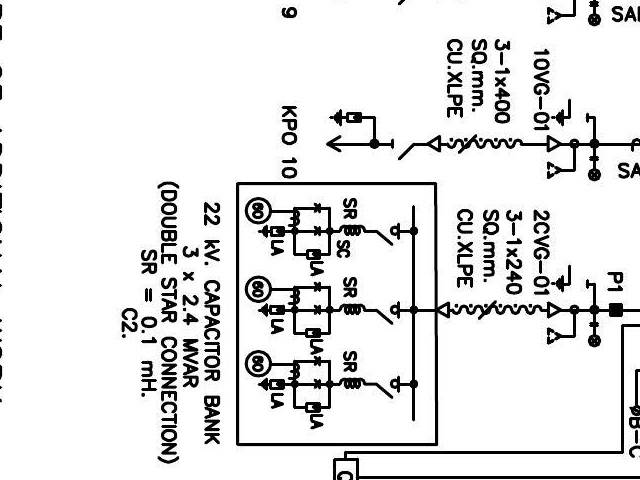 9
SA
10VG-01
3-1x400
SQ.mm.
CU.XLPE
KPO 10
SA
2CVG-01
3-1x240
SQ.mm.
CU.XLPE
P1
SR
SC
60
LA
LA
SR
60
LA
LA
SR
60
LA
LA
22 kV. CAPACITOR BANK
3 x 2.4 MVAR
(DOUBLE STAR CONNECTION)
SR = 0.1 mH.
C2.
ØB-C
C